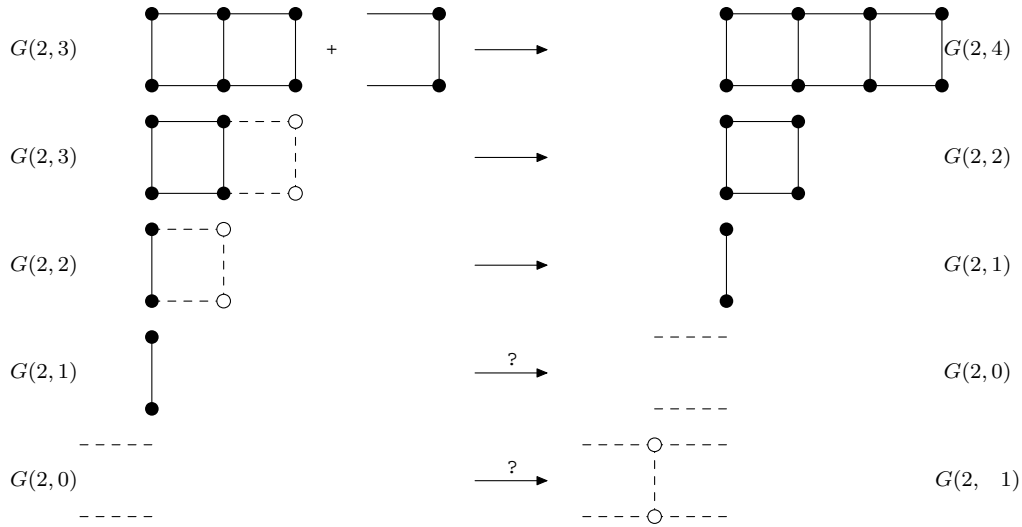 G(2, 3) + G(2, 4)
G(2, 3) G(2, 2)
G(2, 2) G(2, 1)
G(2, 1) ? G(2, 0)
G(2, 0) ? G(2, 1)